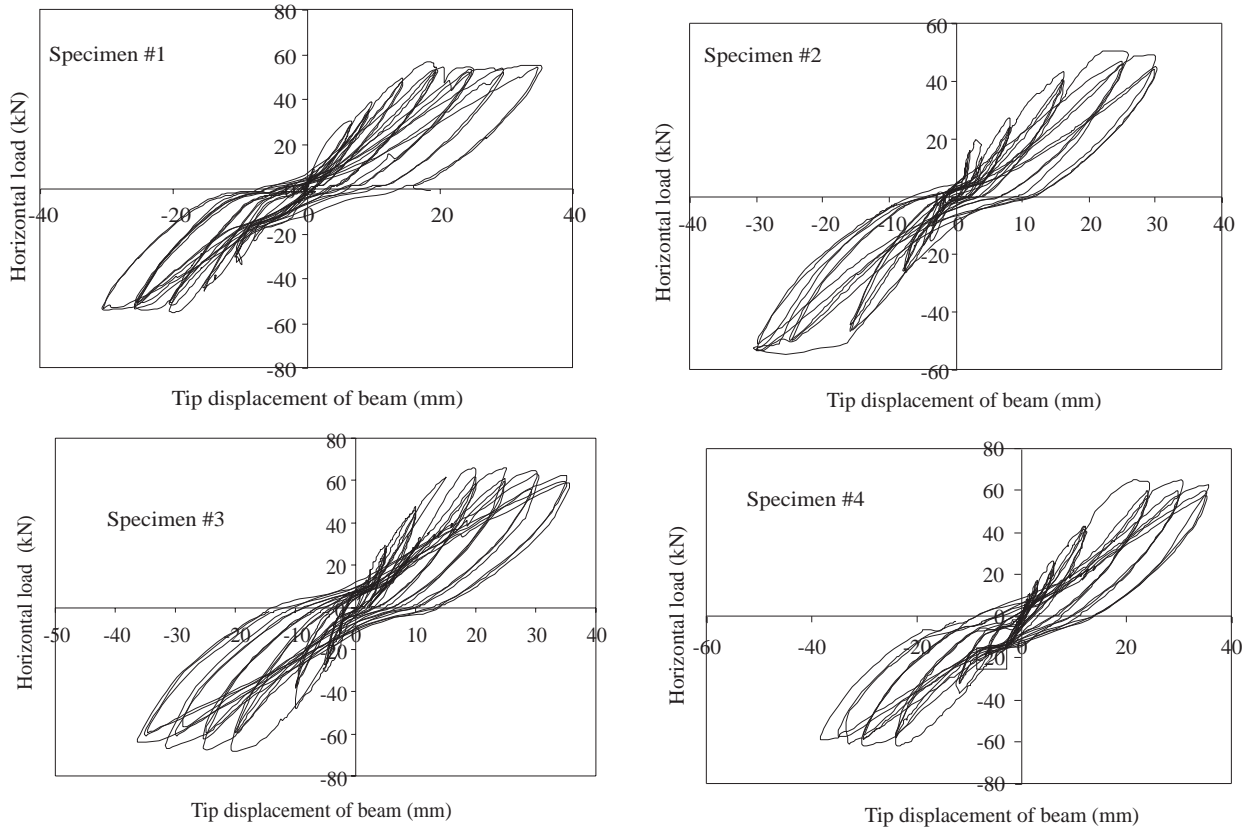 80
Specimen #1
60
40
20
0
-40 -20 0 20 40
-20
-40
-60
-80
Horizontal load (kN)
Tip displacement of beam (mm)
60
Specimen #2
40
20
0
-40 -30 -20 -10 0 10 20 30 40
-20
-40
-60
Horizontal load (kN)
Tip displacement of beam (mm)
80
60
Specimen #3
40
20
0
-50 -40 -30 -20 -10 0 10 20 30 40
-20
-40
-60
-80
Horizontal load (kN)
Tip displacement of beam (mm)
80
60
Specimen #4
40
20
0
-60 -40 -20 0 20 40
-20
-40
-60
-80
Horizontal load (kN)
Tip displacement of beam (mm)